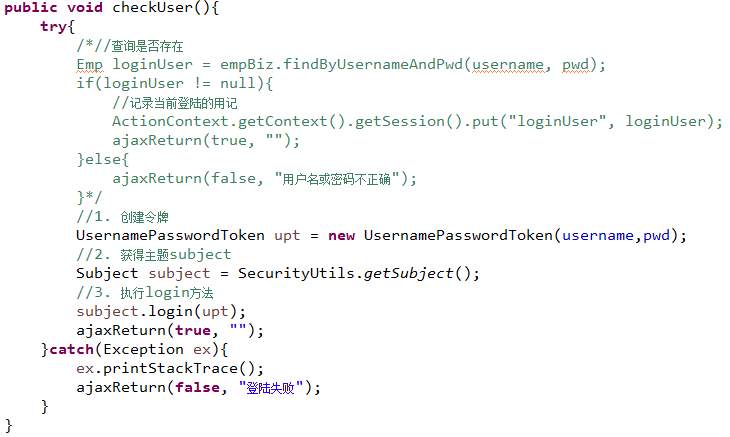 public void checkUser(){
    try{
        /*//查询是否存在
        Emp loginUser = empBiz.findByUsernameAndPwd(username, pwd);
        if(loginUser != null){
            //记录当前登陆的用记
            ActionContext.getContext().getSession().put("loginUser", loginUser);
            ajaxReturn(true, "");
        }else{
            ajaxReturn(false, "用户名或密码不正确");
        }*/
        //1. 创建令牌
        UsernamePasswordToken upt = new UsernamePasswordToken(username,pwd);
        //2. 获得主题subject
        Subject subject = SecurityUtils.getSubject();
        //3. 执行login方法
        subject.login(upt);
        ajaxReturn(true, "");
    }catch(Exception ex){
        ex.printStackTrace();
        ajaxReturn(false, "登陆失败");
    }
}